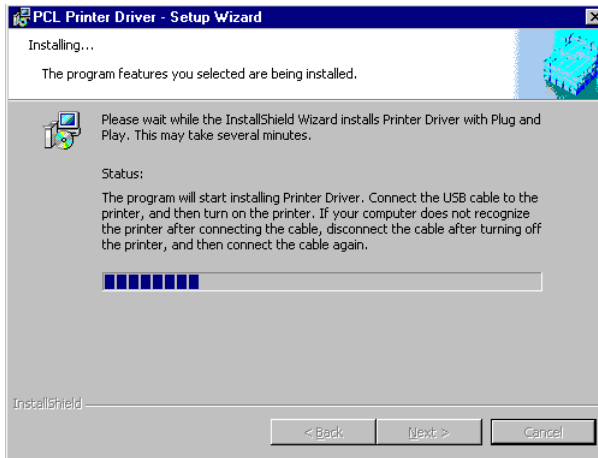 PCL Printer Driver - Setup Wizard
Installing...
The program features you selected are being installed.
Please wait while the InstallShield Wizard installs Printer Driver with Plug and
Play. This may take several minutes.
Status:
The program will start installing Printer Driver. Connect the USB cable to the
printer, and then turn on the printer. If your computer does not recognize
the printer after connecting the cable, disconnect the cable after turning off
the printer, and then connect the cable again.
InstallShield
< Back
Next >
Cancel